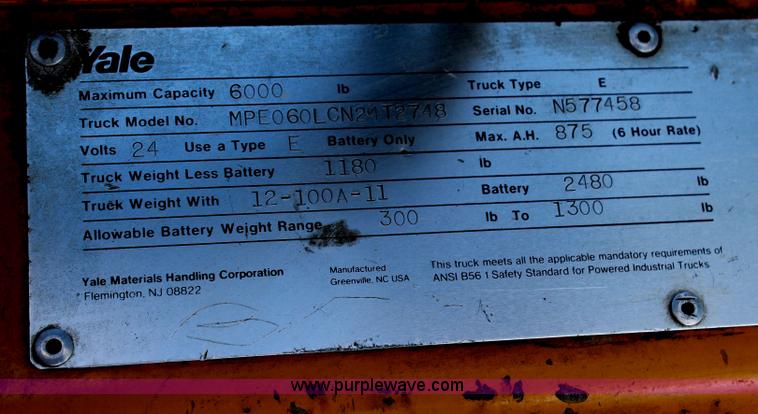 Yale
Maximum Capacity 6000 lb Truck Type E
Truck Model No. MPE060LCN24T2748 Serial No. N577458
Volts 24 Use a Type E Battery Only Max. A.H. 875 (6 Hour Rate)
Truck Weight Less Battery 1180 lb
Truck Weight With 12-100A-11 Battery 2480 lb
Allowable Battery Weight Range 300 lb To 1300 lb
Yale Materials Handling Corporation
Flemington, NJ 08822
Manufactured
Greenville, NC USA
This truck meets all the applicable mandatory requirements of
ANSI B56 1 Safety Standard for Powered Industrial Trucks
www.purplewave.com